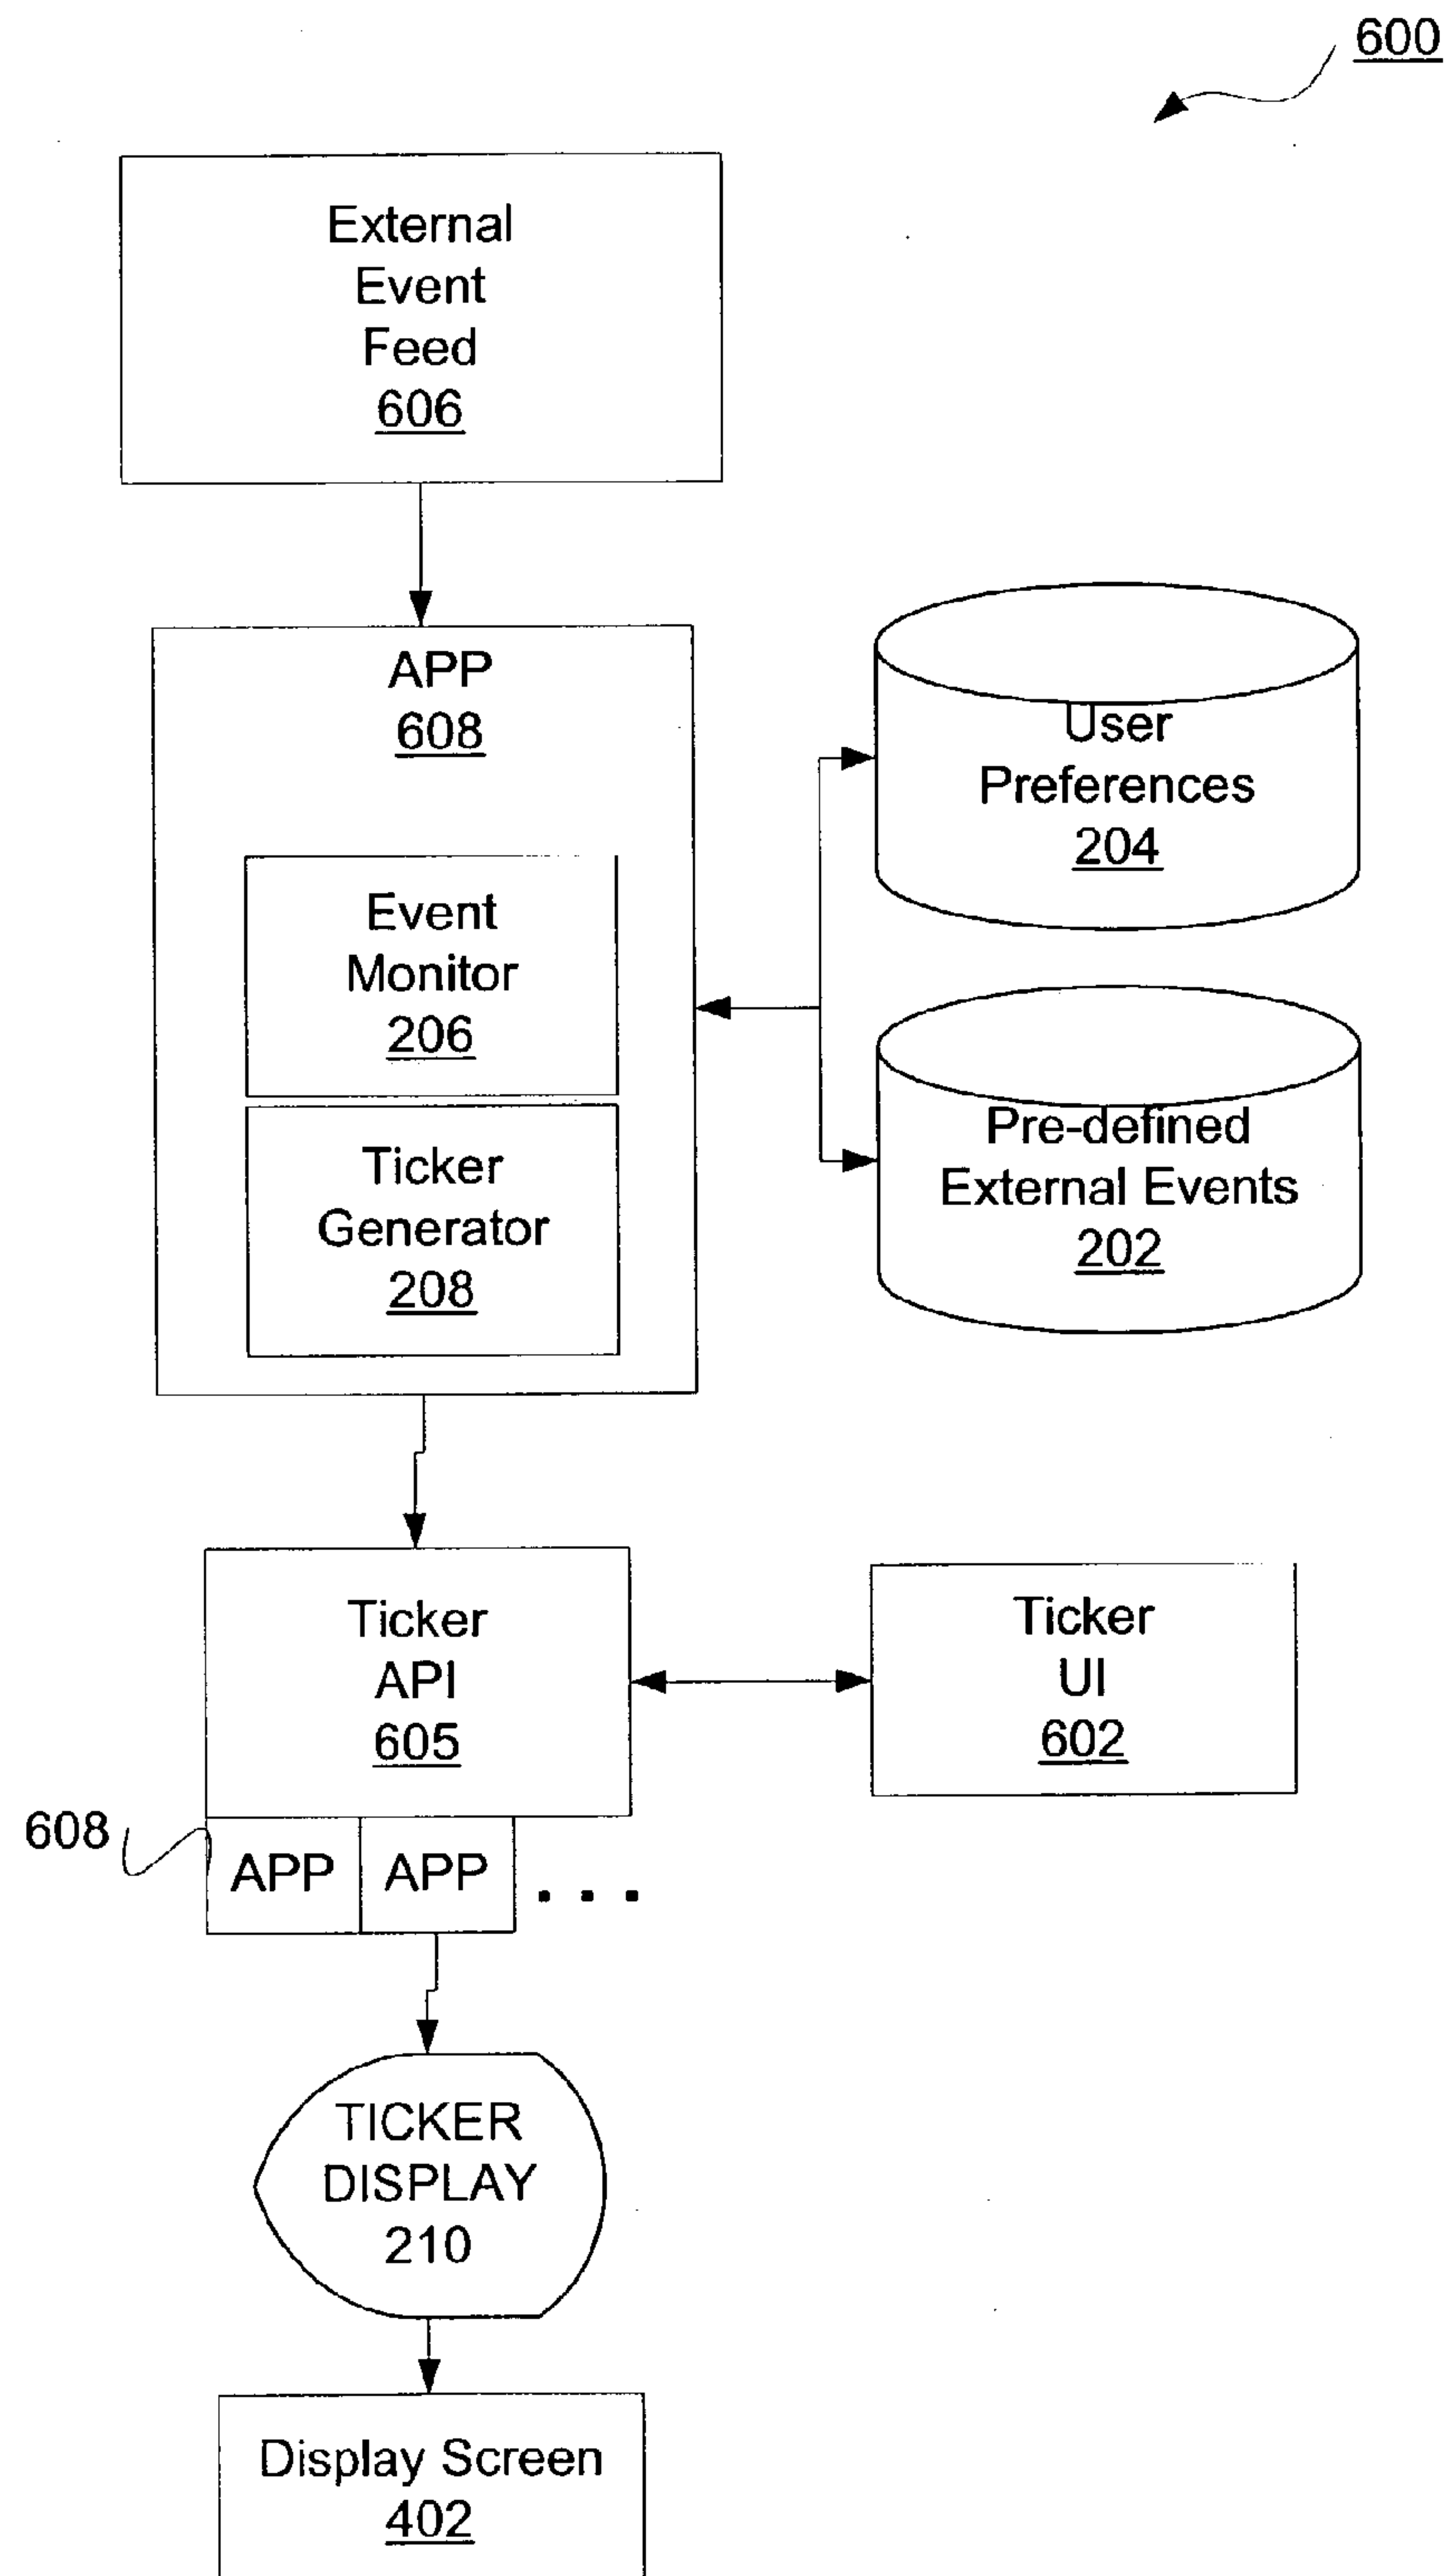 600
External
Event
Feed
606
APP
608
User
Preferences
204
Event
Monitor
206
Pre-defined
External Events
202
Ticker
Generator
208
Ticker
API
605
Ticker
UI
602
608
APP
APP
. . .
TICKER
DISPLAY
210
Display Screen
402